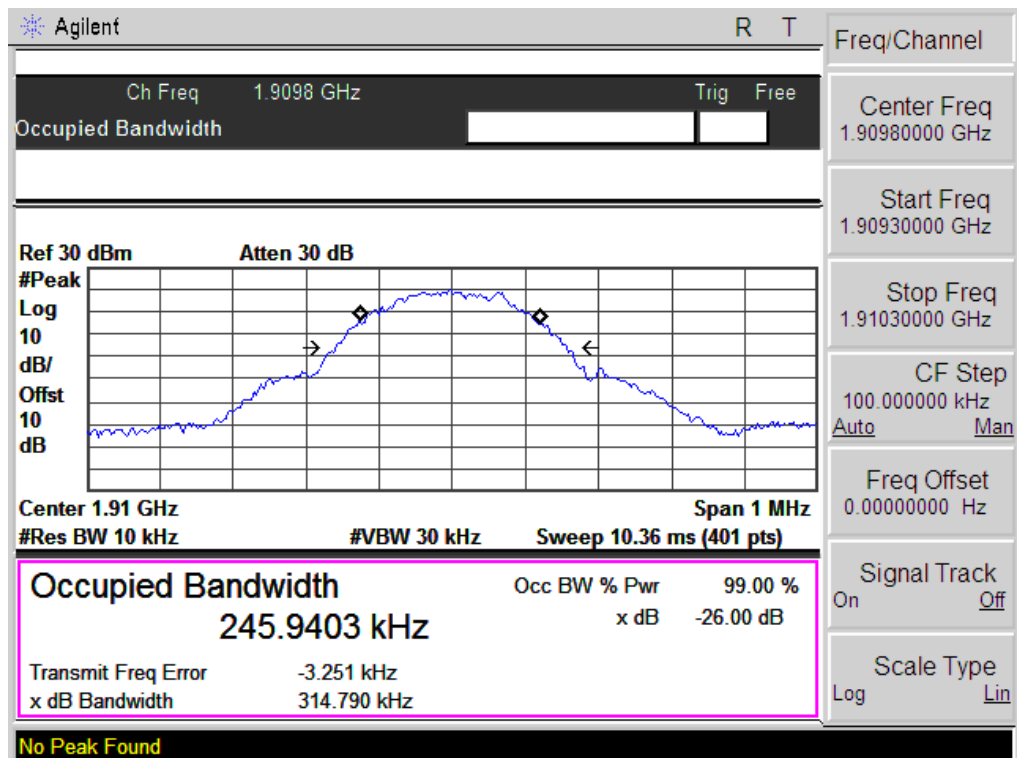 Agilent R T
Ch Freq 1.9098 GHz Trig Free
Occupied Bandwidth
Ref 30 dBm Atten 30 dB
#Peak
Log
10
dB/
Offst
10
dB
Center 1.91 GHz Span 1 MHz
#Res BW 10 kHz #VBW 30 kHz Sweep 10.36 ms (401 pts)
Occupied Bandwidth Occ BW % Pwr 99.00 %
245.9403 kHz x dB -26.00 dB
Transmit Freq Error -3.251 kHz
x dB Bandwidth 314.790 kHz
No Peak Found
Freq/Channel
Center Freq
1.90980000 GHz
Start Freq
1.90930000 GHz
Stop Freq
1.91030000 GHz
CF Step
100.000000 kHz
Auto Man
Freq Offset
0.00000000 Hz
Signal Track
On Off
Scale Type
Log Lin